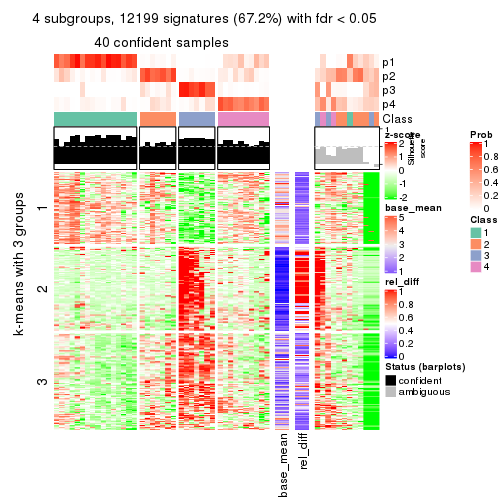 4 subgroups, 12199 signatures (67.2%) with fdr < 0.05
40 confident samples
p1
p2
p3
p4
Class
1
Silhouette
score
k-means with 3 groups
1
2
3
base_mean
rel_diff
z-score
2
1
0
-1
-2
base_mean
5
4
3
2
1
rel_diff
1
0.8
0.6
0.4
0.2
0
Status (barplots)
confident
ambiguous
Prob
1
0.8
0.6
0.4
0.2
0
Class
1
2
3
4